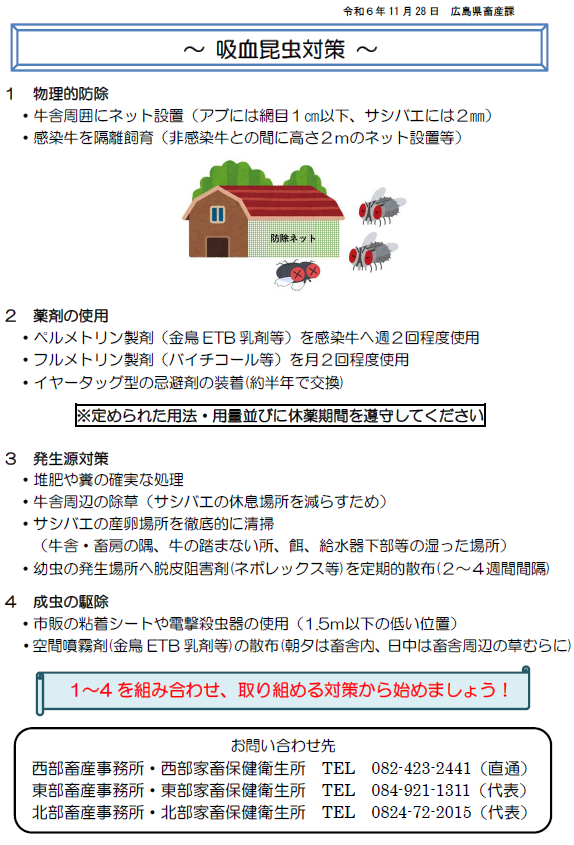 令和６年 11 月 28 日　広島県畜産課
～ 吸血昆虫対策 ～
１　物理的防除
・牛舎周囲にネット設置（アブには網目１㎝以下、サシバエには２㎜）
・感染牛を隔離飼育（非感染牛との間に高さ２ｍのネット設置等）
防除ネット
２　薬剤の使用
・ペルメトリン製剤（金鳥 ETB 乳剤等）を感染牛へ週２回程度使用
・フルメトリン製剤（バイチコール等）を月２回程度使用
・イヤータッグ型の忌避剤の装着(約半年で交換)
※定められた用法・用量並びに休薬期間を遵守してください
３　発生源対策
・堆肥や糞の確実な処理
・牛舎周辺の除草（サシバエの休息場所を減らすため）
・サシバエの産卵場所を徹底的に清掃
（牛舎・畜房の隅、牛の踏まない所、餌、給水器下部等の湿った場所）
・幼虫の発生場所へ脱皮阻害剤(ネポレックス等)を定期的散布(２～４週間間隔)
４　成虫の駆除
・市販の粘着シートや電撃殺虫器の使用（1.5m以下の低い位置）
・空間噴霧剤(金鳥 ETB 乳剤等)の散布(朝夕は畜舎内、日中は畜舎周辺の草むらに)
１～４を組み合わせ、取り組める対策から始めましょう！
お問い合わせ先
西部畜産事務所・西部家畜保健衛生所　TEL　082-423-2441（直通）
東部畜産事務所・東部家畜保健衛生所　TEL　084-921-1311（代表）
北部畜産事務所・北部家畜保健衛生所　TEL　0824-72-2015（代表）